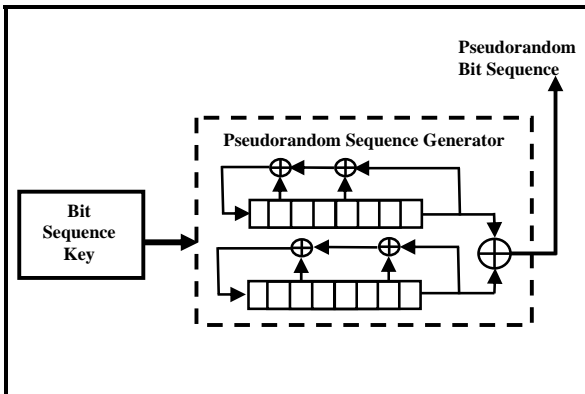 Pseudorandom
Bit Sequence
Pseudorandom Sequence Generator
Bit
Sequence
Key